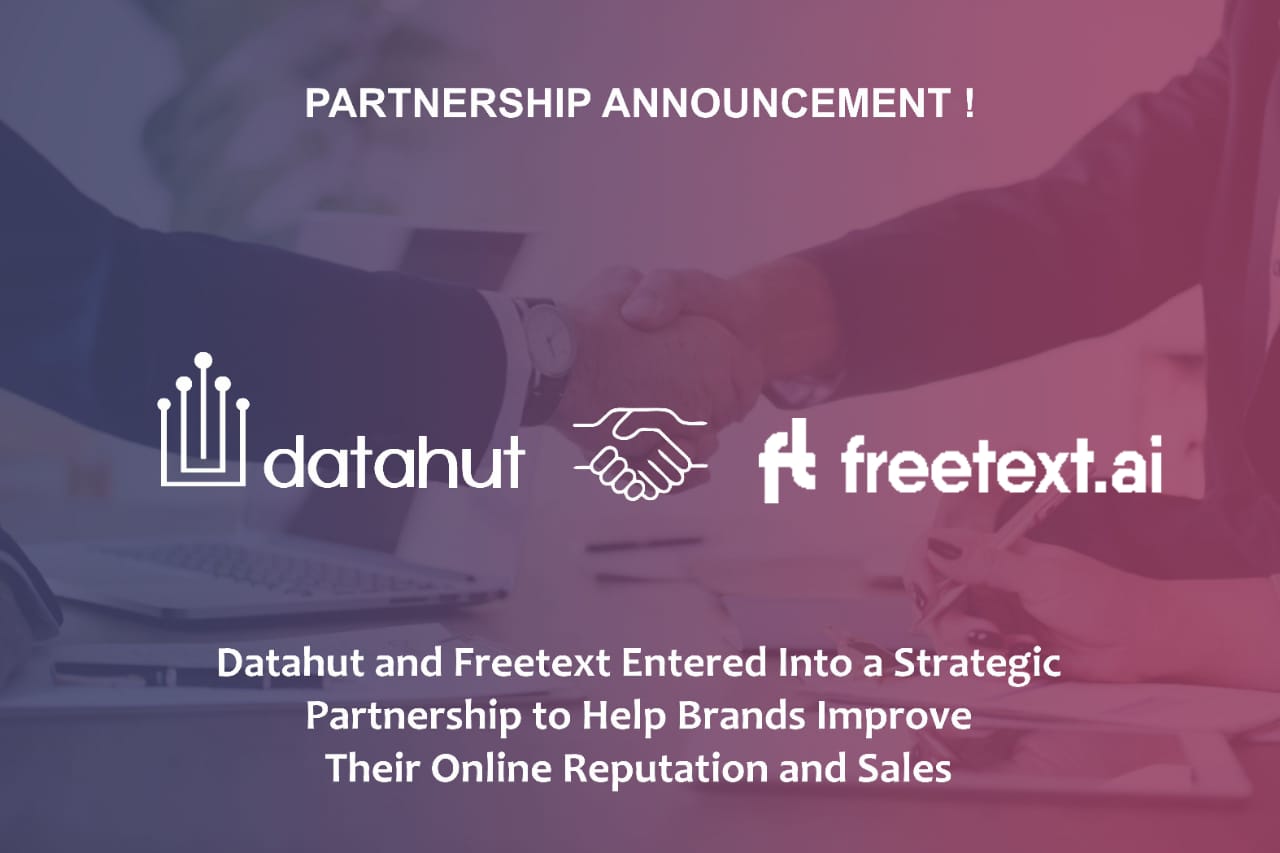 PARTNERSHIP ANNOUNCEMENT !
datahut
ft freetext.ai
Datahut and Freetext Entered Into a Strategic
Partnership to Help Brands Improve
Their Online Reputation and Sales